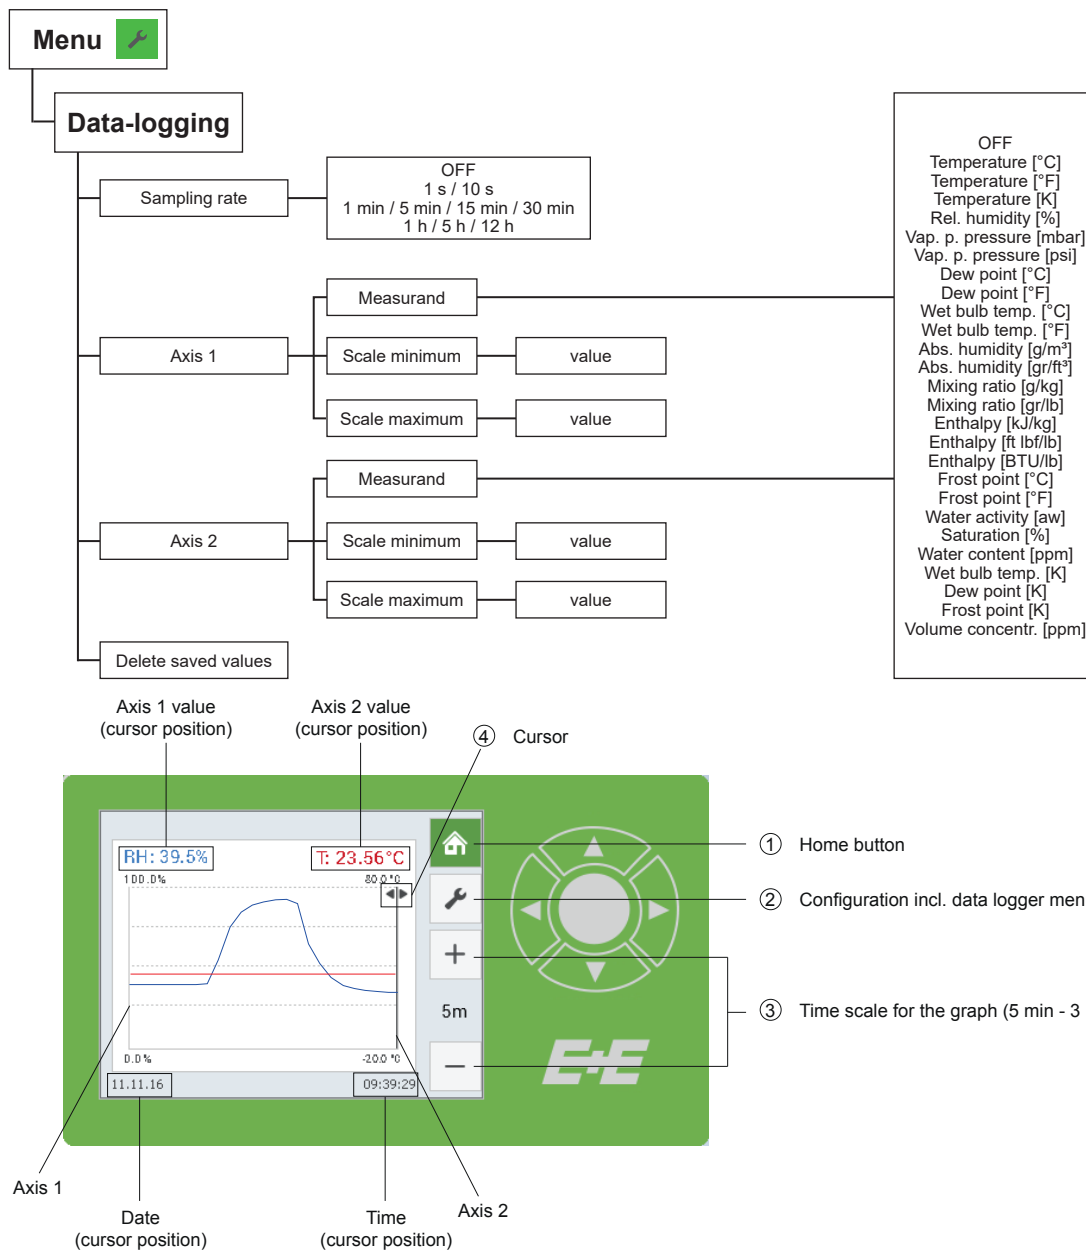 Menu
Data-logging
Sampling rate
OFF
1 s / 10 s
1 min / 5 min / 15 min / 30 min
1 h / 5 h / 12 h
Axis 1
Measurand
Scale minimum
value
Scale maximum
value
Axis 2
Measurand
Scale minimum
value
Scale maximum
value
Delete saved values
OFF
Temperature [°C]
Temperature [°F]
Temperature [K]
Rel. humidity [%]
Vap. p. pressure [mbar]
Vap. p. pressure [psi]
Dew point [°C]
Dew point [°F]
Wet bulb temp. [°C]
Wet bulb temp. [°F]
Abs. humidity [g/m³]
Abs. humidity [gr/ft³]
Mixing ratio [g/kg]
Mixing ratio [gr/lb]
Enthalpy [kJ/kg]
Enthalpy [ft lbf/lb]
Enthalpy [BTU/lb]
Frost point [°C]
Frost point [°F]
Water activity [aw]
Saturation [%]
Water content [ppm]
Wet bulb temp. [K]
Dew point [K]
Frost point [K]
Volume concentr. [ppm]
Axis 1 value
(cursor position)
Axis 2 value
(cursor position)
④ Cursor
RH: 39.5%
T: 23.56°C
100.0%
80.0 °C
0.0%
-20.0 °C
11.11.16
09:39:29
5m
E+E
① Home button
② Configuration incl. data logger men
③ Time scale for the graph (5 min - 3
Axis 1
Date
(cursor position)
Time
(cursor position)
Axis 2